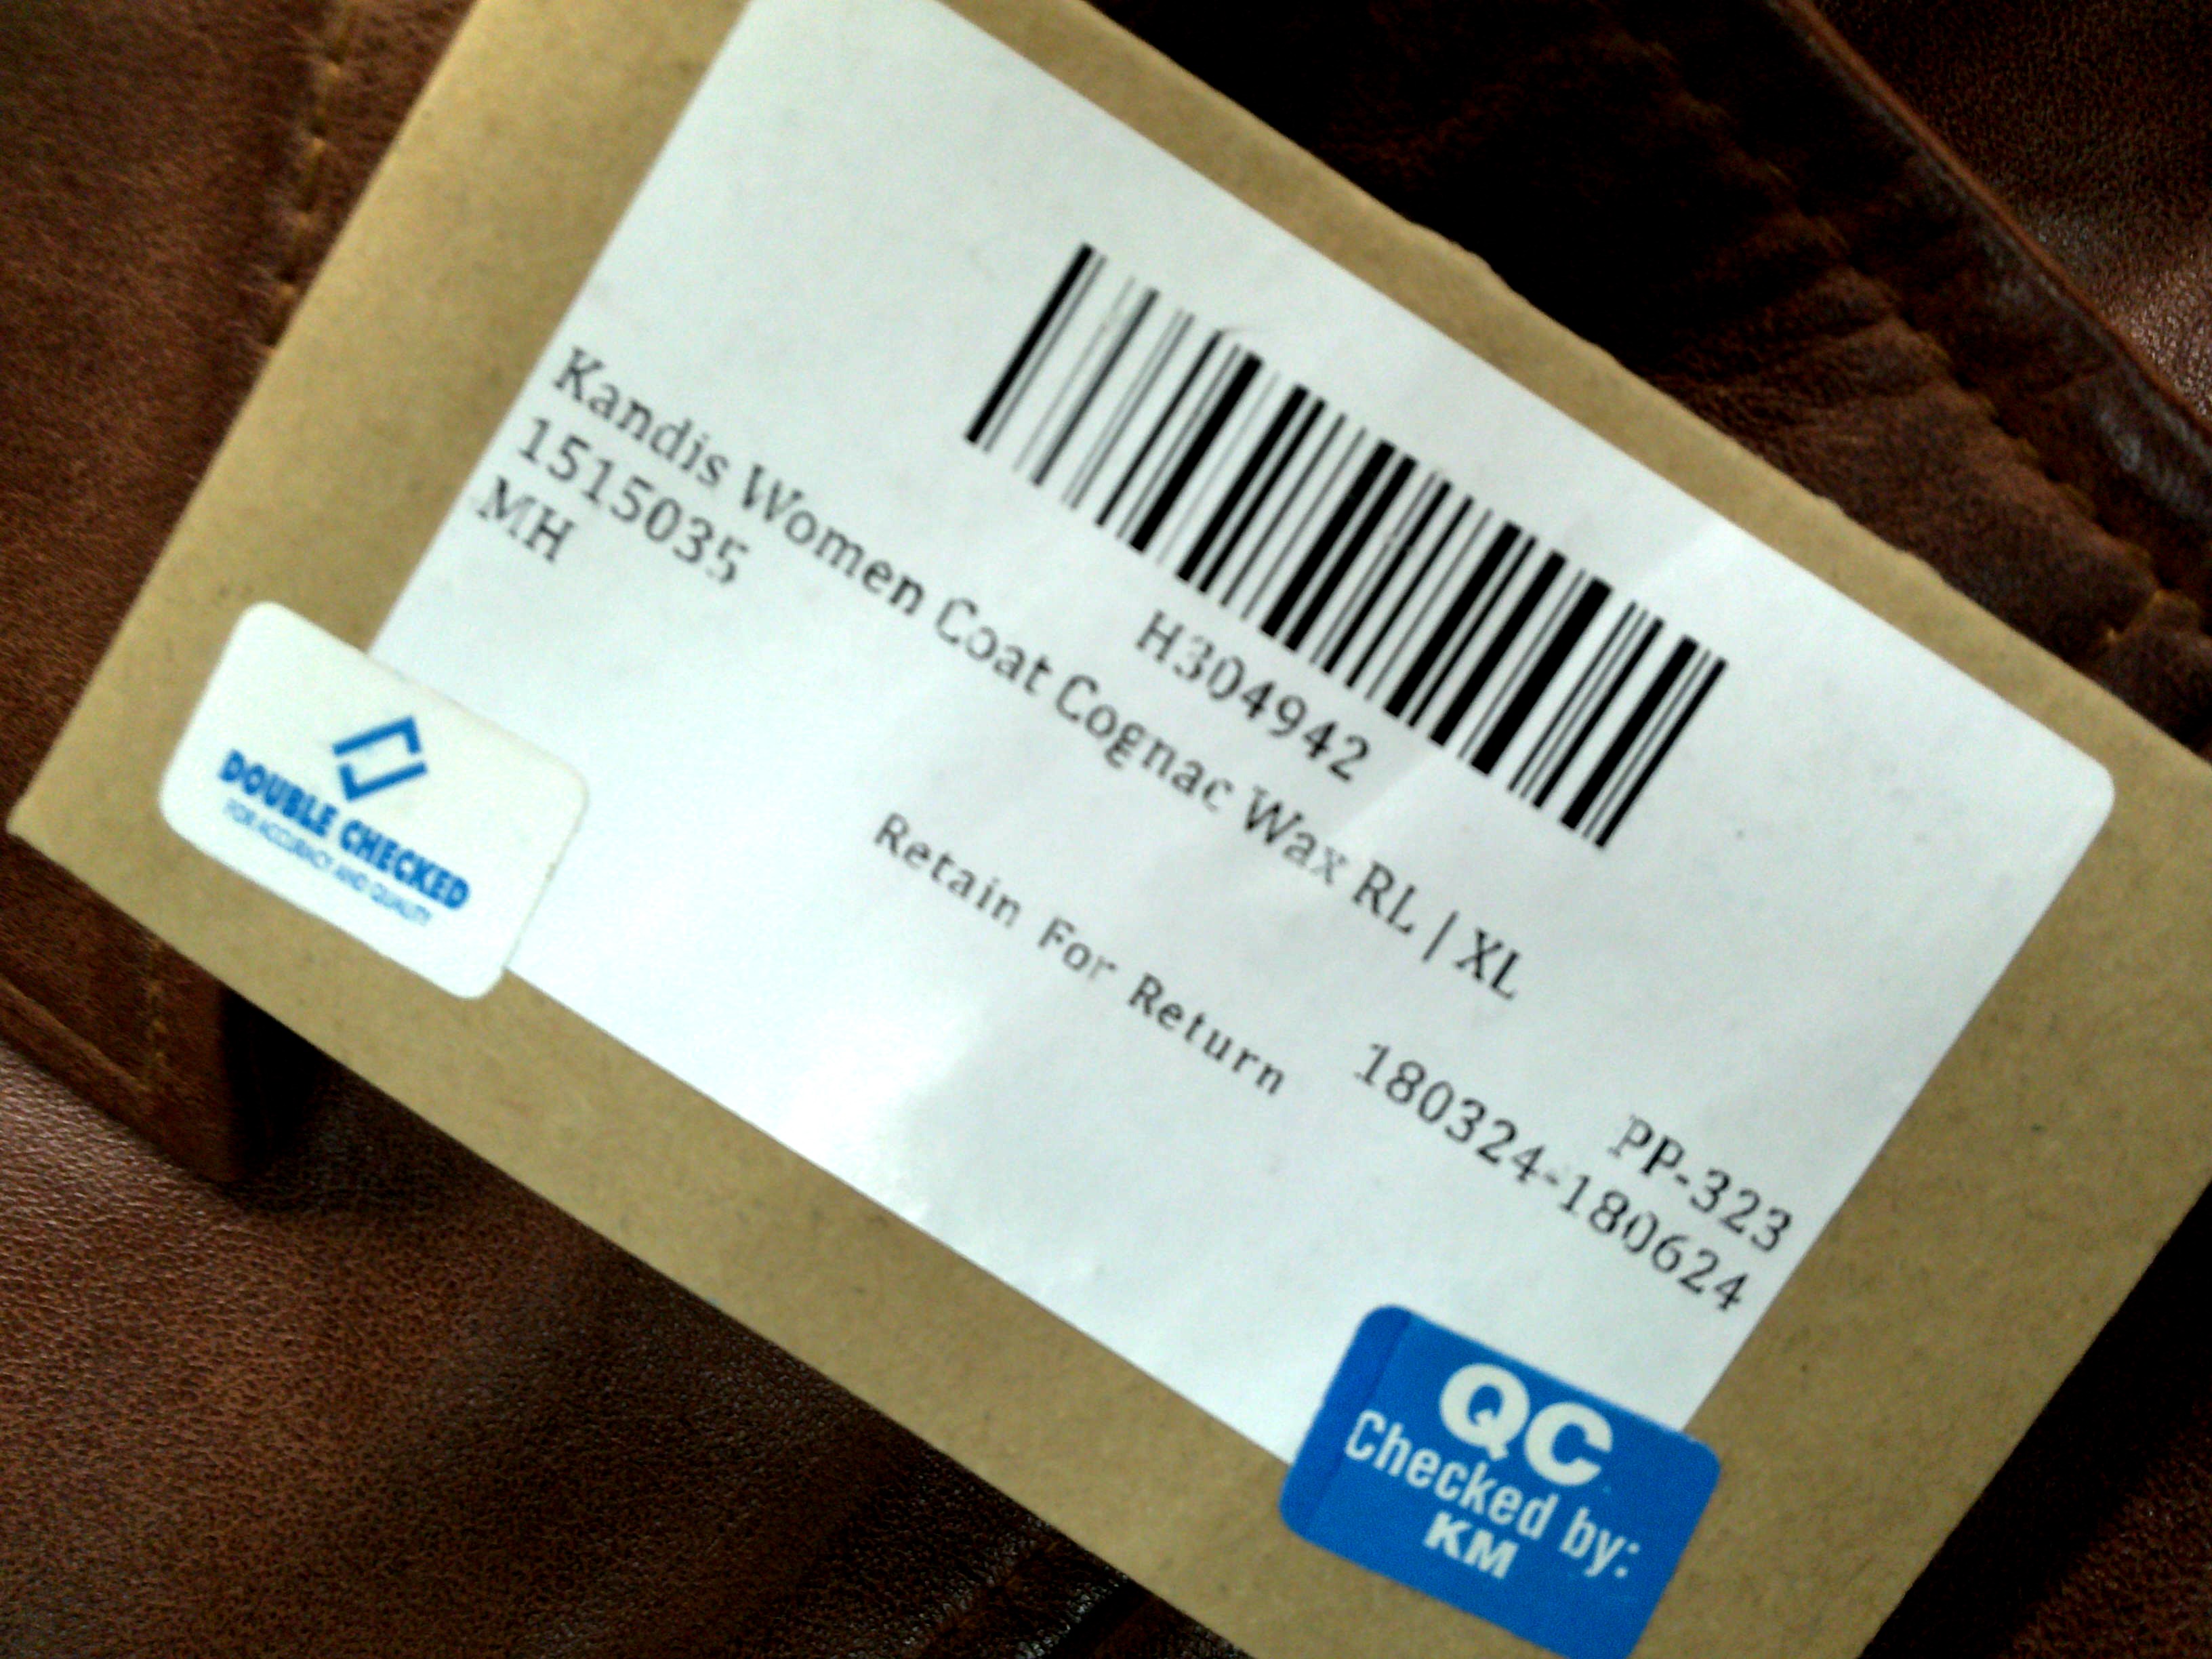 H304942
Kandis Women Coat Cognac Wax RL | XL
1515035
MH
Retain For Return
PP-323
180324-180624
DOUBLE CHECKED
FOR ACCURACY AND QUALITY
QC
Checked by:
KM